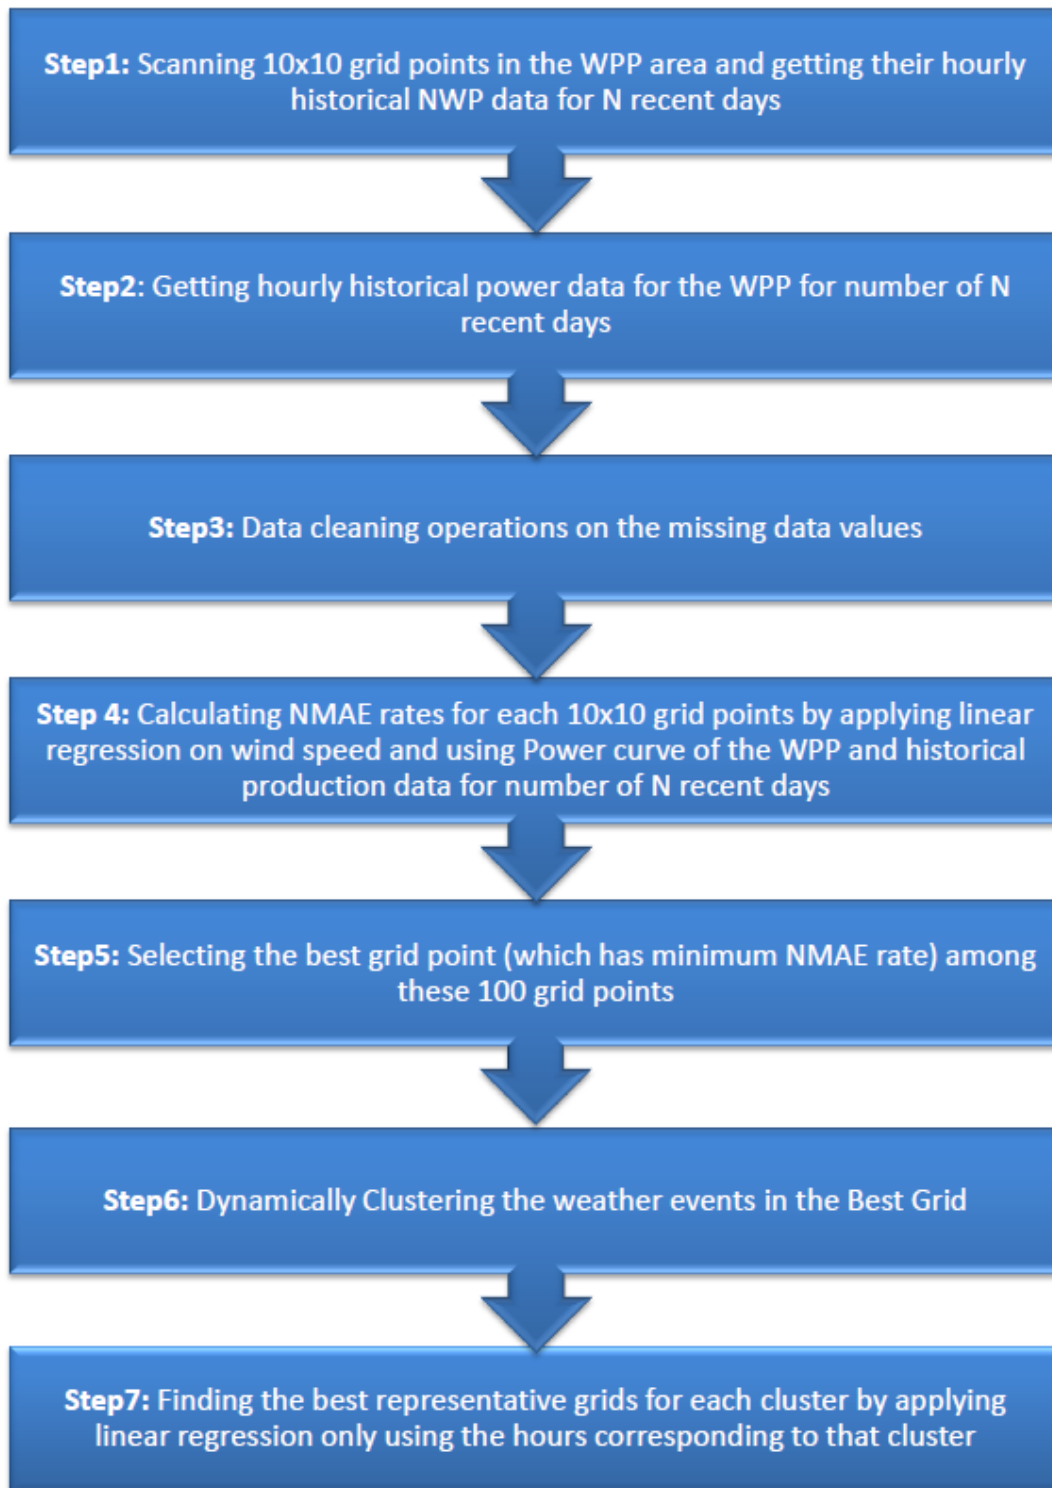 Step1: Scanning 10x10 grid points in the WPP area and getting their hourly
historical NWP data for N recent days
Step2: Getting hourly historical power data for the WPP for number of N
recent days
Step3: Data cleaning operations on the missing data values
Step 4: Calculating NMAE rates for each 10x10 grid points by applying linear
regression on wind speed and using Power curve of the WPP and historical
production data for number of N recent days
Step5: Selecting the best grid point (which has minimum NMAE rate) among
these 100 grid points
Step6: Dynamically Clustering the weather events in the Best Grid
Step7: Finding the best representative grids for each cluster by applying
linear regression only using the hours corresponding to that cluster